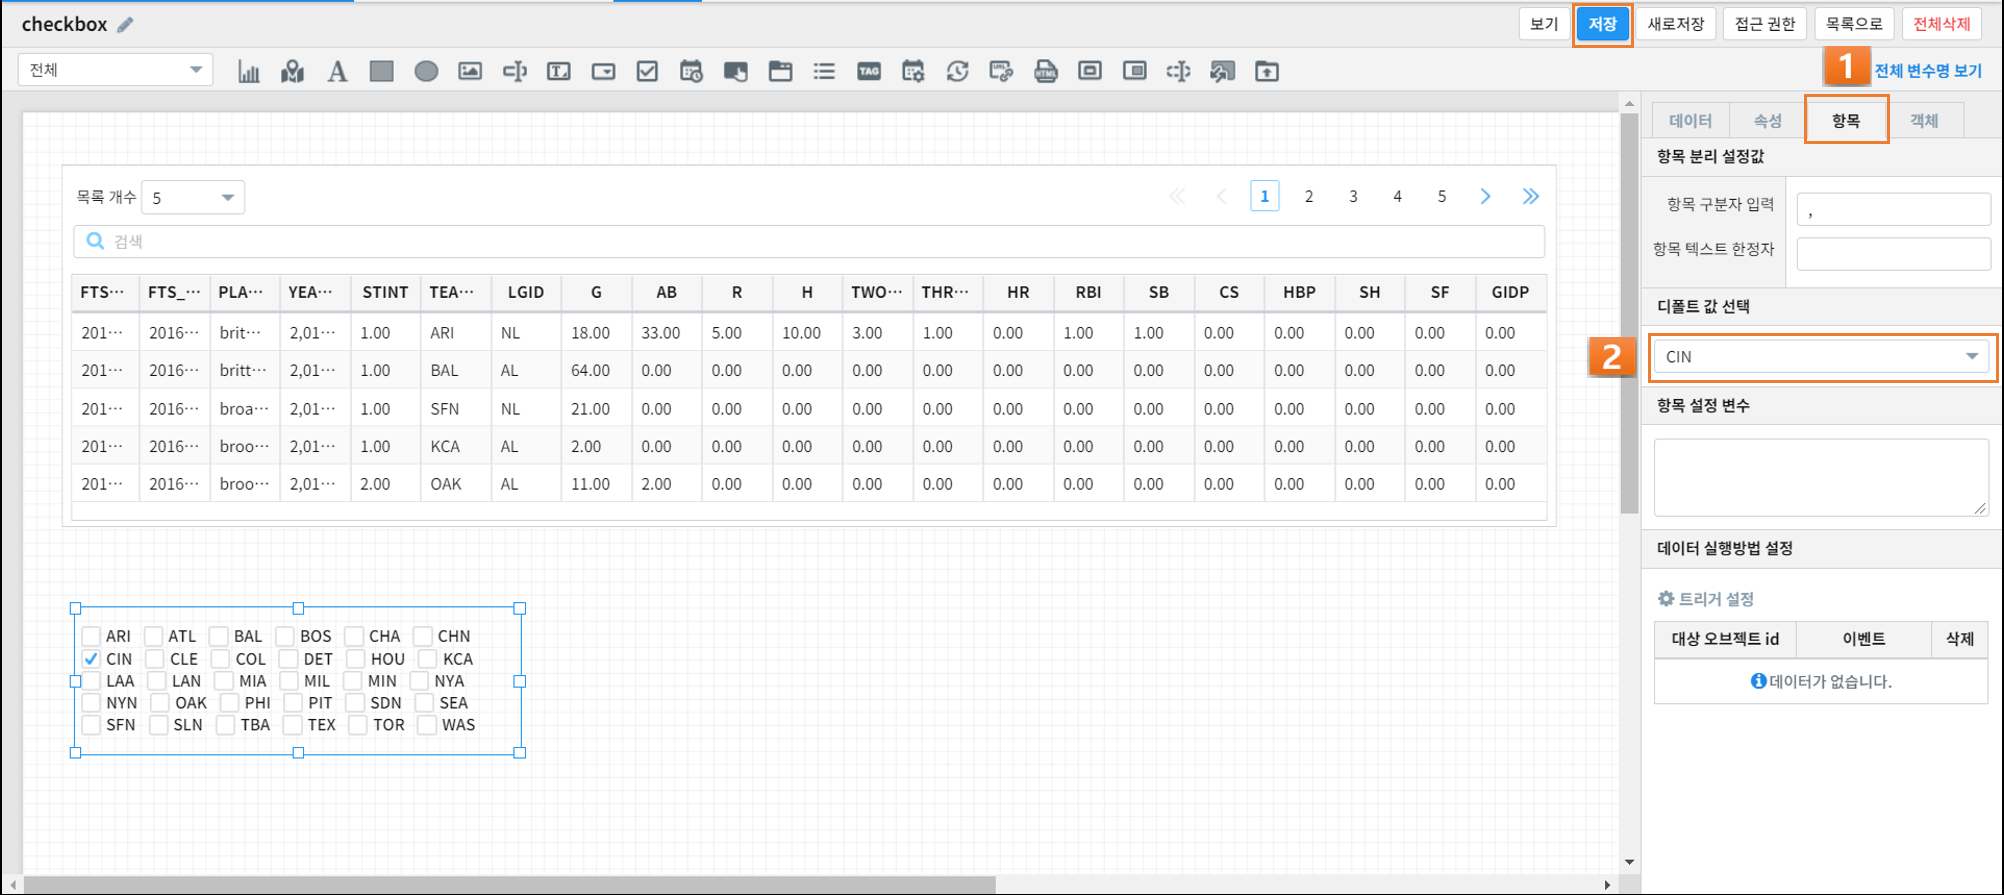 checkbox 보기 저장 새로저장 접근 권한 목록으로 전체삭제
전체 1 전체 변수명 보기
데이터 속성 항목 객체
항목 분리 설정값
항목 구분자 입력 ,
항목 텍스트 한정자
디폴트 값 선택
2 CIN
항목 설정 변수
데이터 실행방법 설정
트리거 설정
대상 오브젝트 id 이벤트 삭제
데이터가 없습니다.
목록 개수 5 1 2 3 4 5
검색
FTS··· FTS_··· PLA··· YEA··· STINT TEA··· LGID G AB R H TWO··· THR··· HR RBI SB CS HBP SH SF GIDP
201··· 2016··· brit··· 2,01··· 1.00 ARI NL 18.00 33.00 5.00 10.00 3.00 1.00 0.00 1.00 1.00 0.00 0.00 0.00 0.00 0.00
201··· 2016··· britt··· 2,01··· 1.00 BAL AL 64.00 0.00 0.00 0.00 0.00 0.00 0.00 0.00 0.00 0.00 0.00 0.00 0.00 0.00
201··· 2016··· broa··· 2,01··· 1.00 SFN NL 21.00 0.00 0.00 0.00 0.00 0.00 0.00 0.00 0.00 0.00 0.00 0.00 0.00 0.00
201··· 2016··· broo··· 2,01··· 1.00 KCA AL 2.00 0.00 0.00 0.00 0.00 0.00 0.00 0.00 0.00 0.00 0.00 0.00 0.00 0.00
201··· 2016··· broo··· 2,01··· 2.00 OAK AL 11.00 2.00 0.00 0.00 0.00 0.00 0.00 0.00 0.00 0.00 0.00 0.00 0.00 0.00
ARI ATL BAL BOS CHA CHN
CIN CLE COL DET HOU KCA
LAA LAN MIA MIL MIN NYA
NYN OAK PHI PIT SDN SEA
SFN SLN TBA TEX TOR WAS